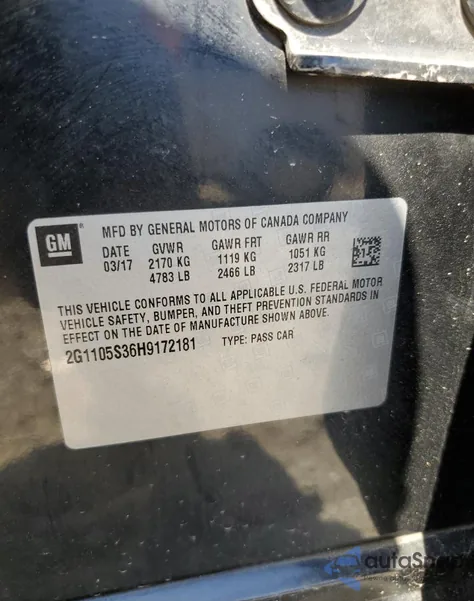 GM
MFD BY GENERAL MOTORS OF CANADA COMPANY
DATE GVWR GAWR FRT GAWR RR
03/17 2170 KG 1119 KG 1051 KG
4783 LB 2466 LB 2317 LB
THIS VEHICLE CONFORMS TO ALL APPLICABLE U.S. FEDERAL MOTOR
VEHICLE SAFETY, BUMPER, AND THEFT PREVENTION STANDARDS IN
EFFECT ON THE DATE OF MANUFACTURE SHOWN ABOVE.
2G1105S36H9172181 TYPE: PASS CAR